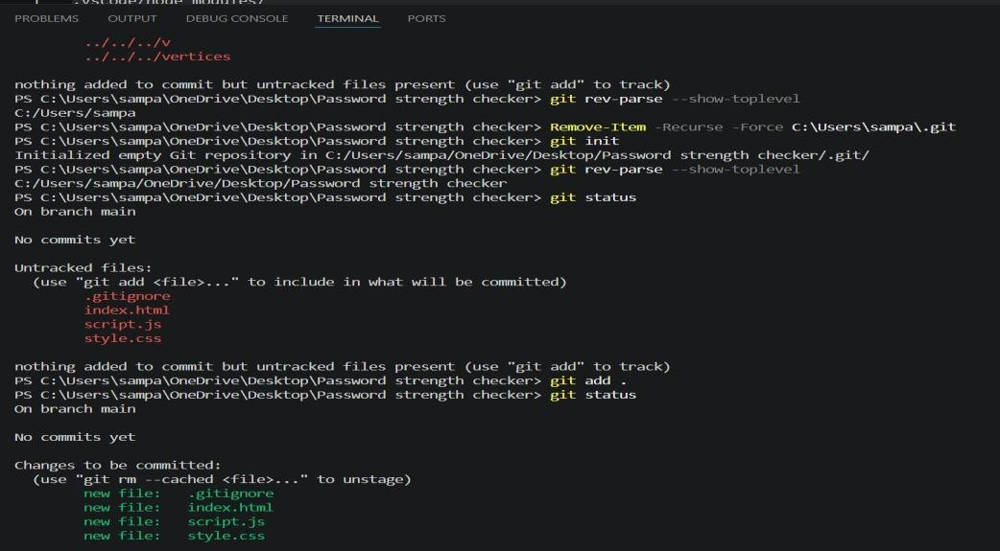 .vscode/node_modules/
PROBLEMS OUTPUT DEBUG CONSOLE TERMINAL PORTS
../../../v
../../../vertices
nothing added to commit but untracked files present (use "git add" to track)
PS C:\Users\sampa\OneDrive\Desktop\Password strength checker> git rev-parse --show-toplevel
C:/Users/sampa
PS C:\Users\sampa\OneDrive\Desktop\Password strength checker> Remove-Item -Recurse -Force C:\Users\sampa\.git
PS C:\Users\sampa\OneDrive\Desktop\Password strength checker> git init
Initialized empty Git repository in C:/Users/sampa/OneDrive/Desktop/Password strength checker/.git/
PS C:\Users\sampa\OneDrive\Desktop\Password strength checker> git rev-parse --show-toplevel
C:/Users/sampa/OneDrive/Desktop/Password strength checker
PS C:\Users\sampa\OneDrive\Desktop\Password strength checker> git status
On branch main
No commits yet
Untracked files:
(use "git add <file>..." to include in what will be committed)
.gitignore
index.html
script.js
style.css
nothing added to commit but untracked files present (use "git add" to track)
PS C:\Users\sampa\OneDrive\Desktop\Password strength checker> git add .
PS C:\Users\sampa\OneDrive\Desktop\Password strength checker> git status
On branch main
No commits yet
Changes to be committed:
(use "git rm --cached <file>..." to unstage)
new file: .gitignore
new file: index.html
new file: script.js
new file: style.css